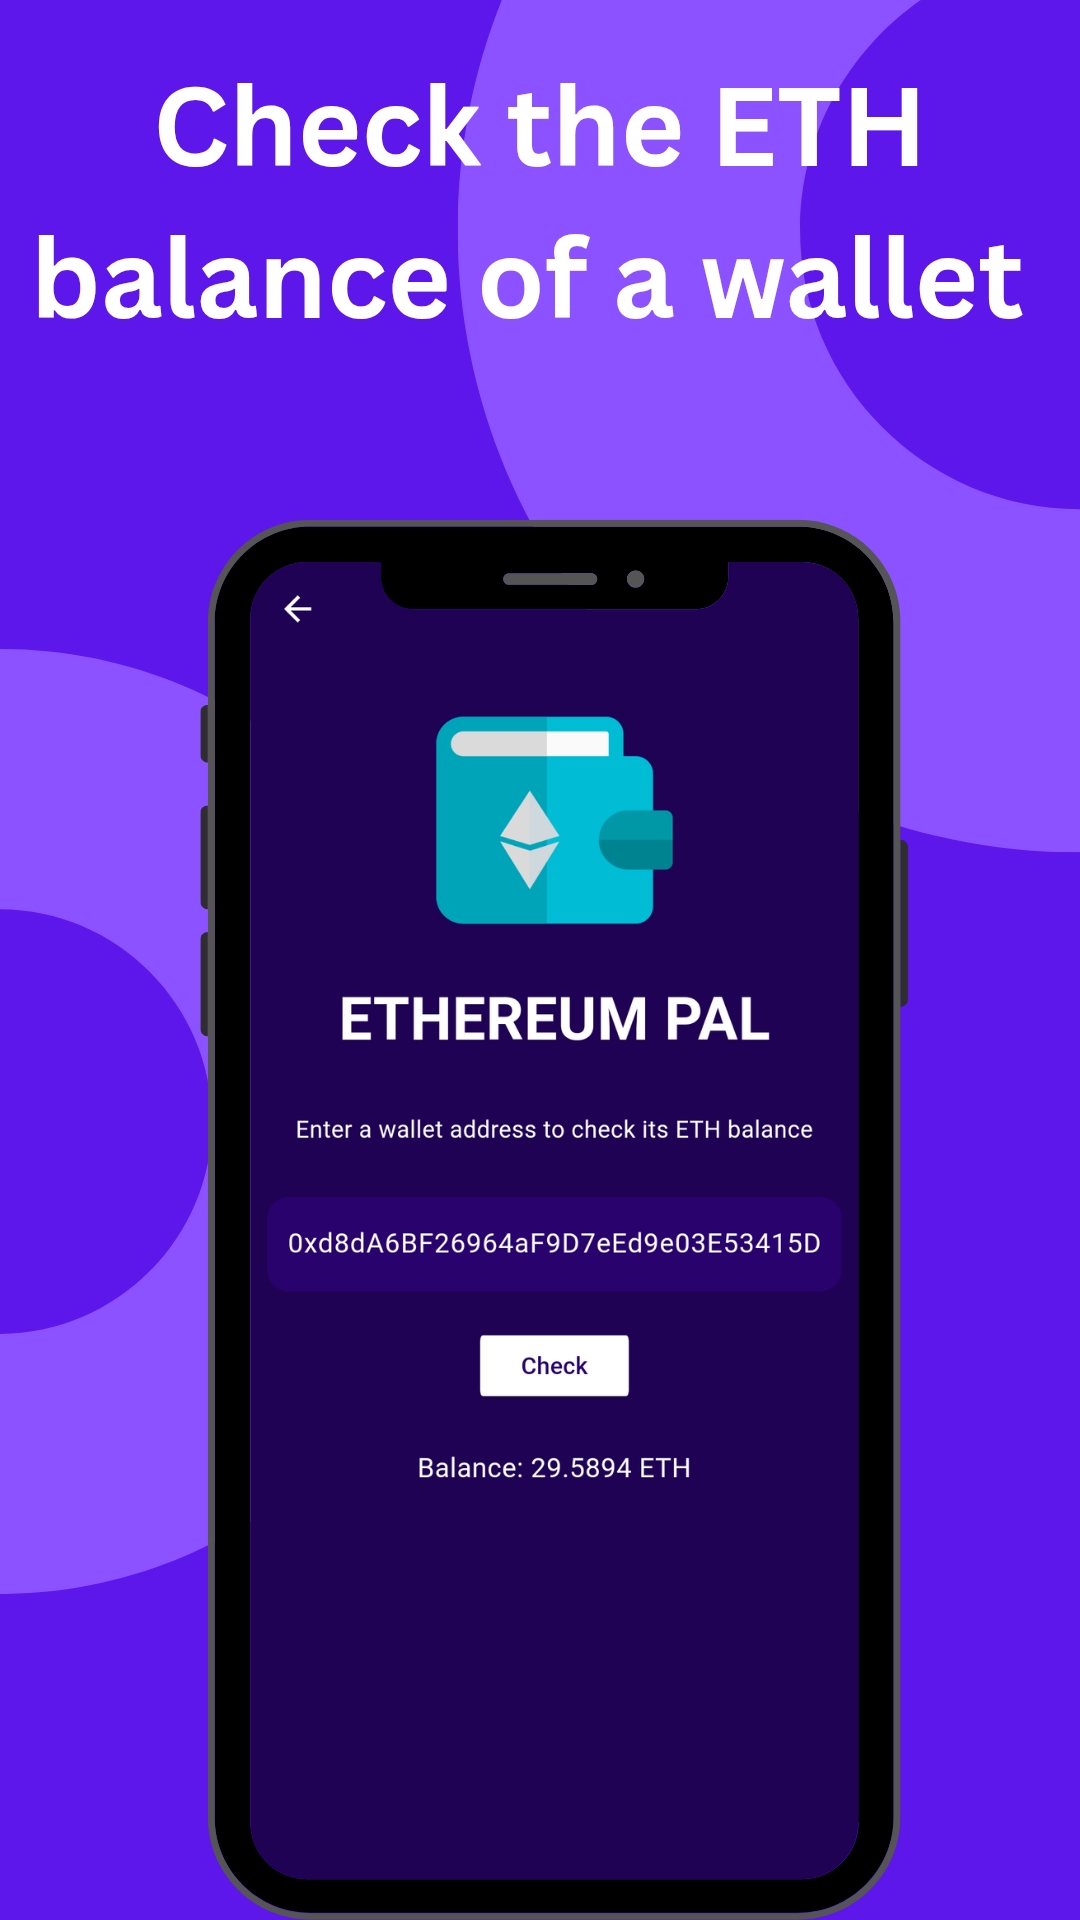 Check the ETH
balance of a wallet
ETHEREUM PAL
Enter a wallet address to check its ETH balance
0xd8dA6BF26964aF9D7eEd9e03E53415D
Check
Balance: 29.5894 ETH